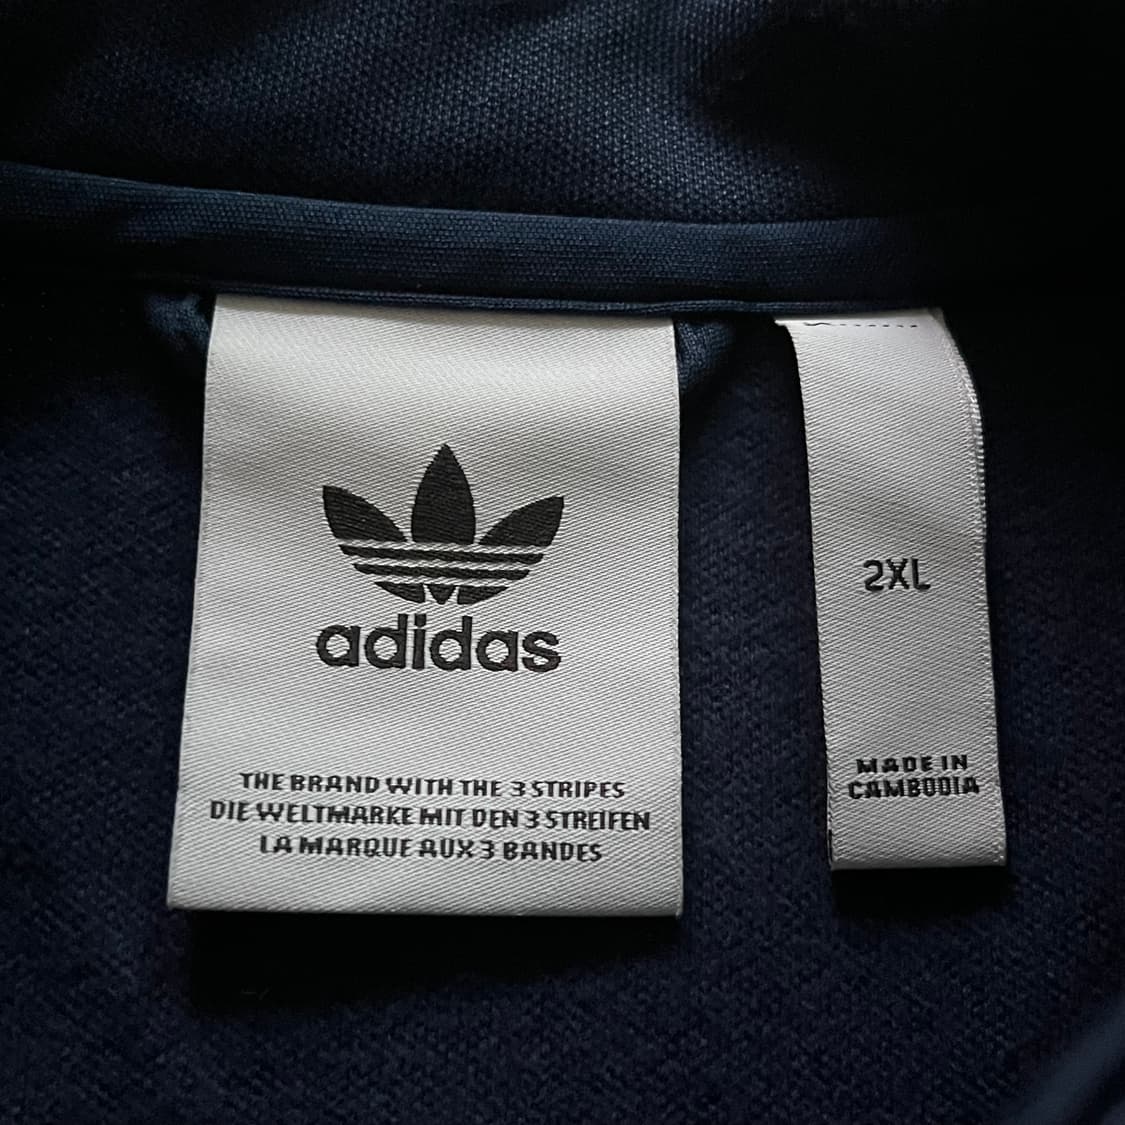 adidas
THE BRAND WITH THE 3 STRIPES
DIE WELTMARKE MIT DEN 3 STREIFEN
LA MARQUE AUX 3 BANDES
2XL
MADE IN
CAMBODIA